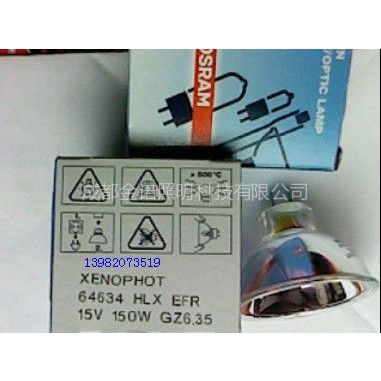 OSRAM
/OPTIC LAMP
> 500°C
成都金诺照明科技有限公司
13982073519
XENOPHOT
64634 HLX EFR
15V 150W GZ6,35